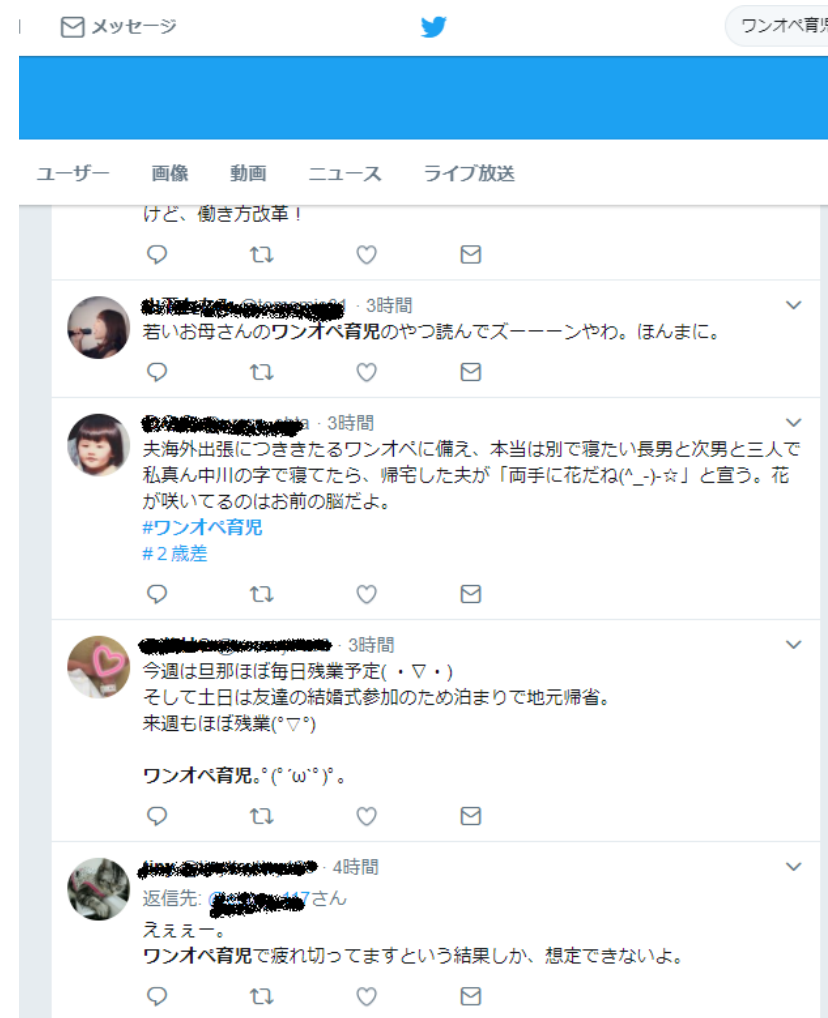 メッセージ
ワンオペ育児
ユーザー 画像 動画 ニュース ライブ放送
けど、働き方改革！
· 3時間
若いお母さんのワンオペ育児のやつ読んでズーーーンやわ。ほんまに。
· 3時間
夫海外出張につききたるワンオペに備え、本当は別で寝たい長男と次男と三人で
私真ん中川の字で寝てたら、帰宅した夫が「両手に花だね(^_-)-☆」と宣う。花
が咲いてるのはお前の脳だよ。
#ワンオペ育児
#２歳差
· 3時間
今週は旦那ほぼ毎日残業予定( ・▽・)
そして土日は友達の結婚式参加のため泊まりで地元帰省。
来週もほぼ残業(°▽°)
ワンオペ育児｡ﾟ(ﾟ´ω`ﾟ)ﾟ｡
· 4時間
返信先: @ 17さん
えぇぇー。
ワンオペ育児で疲れ切ってますという結果しか、想定できないよ。